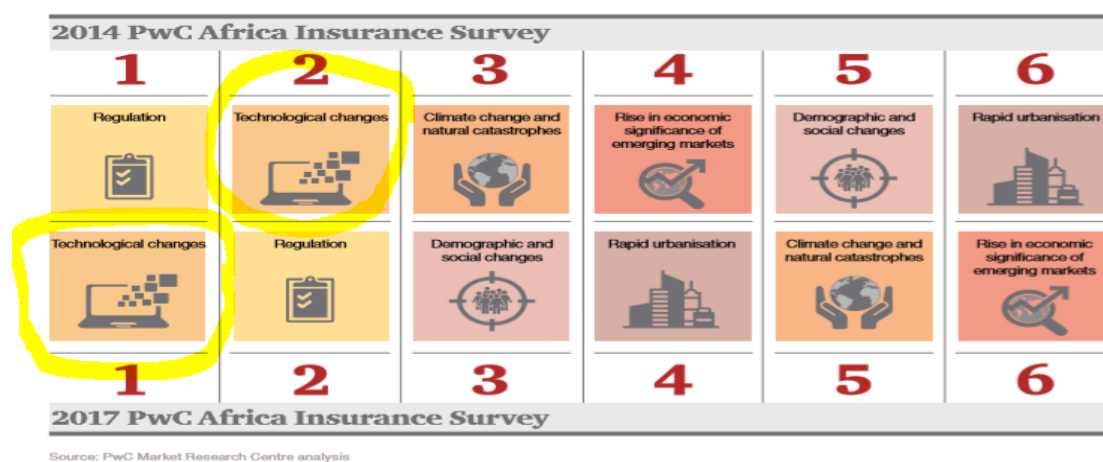 2014 PwC Africa Insurance Survey
1 2 3 4 5 6
Regulation
Technological changes
Climate change and
natural catastrophes
Rise in economic
significance of
emerging markets
Demographic and
social changes
Rapid urbanisation
Technological changes
Regulation
Demographic and
social changes
Rapid urbanisation
Climate change and
natural catastrophes
Rise in economic
significance of
emerging markets
1 2 3 4 5 6
2017 PwC Africa Insurance Survey
Source: PwC Market Research Centre analysis